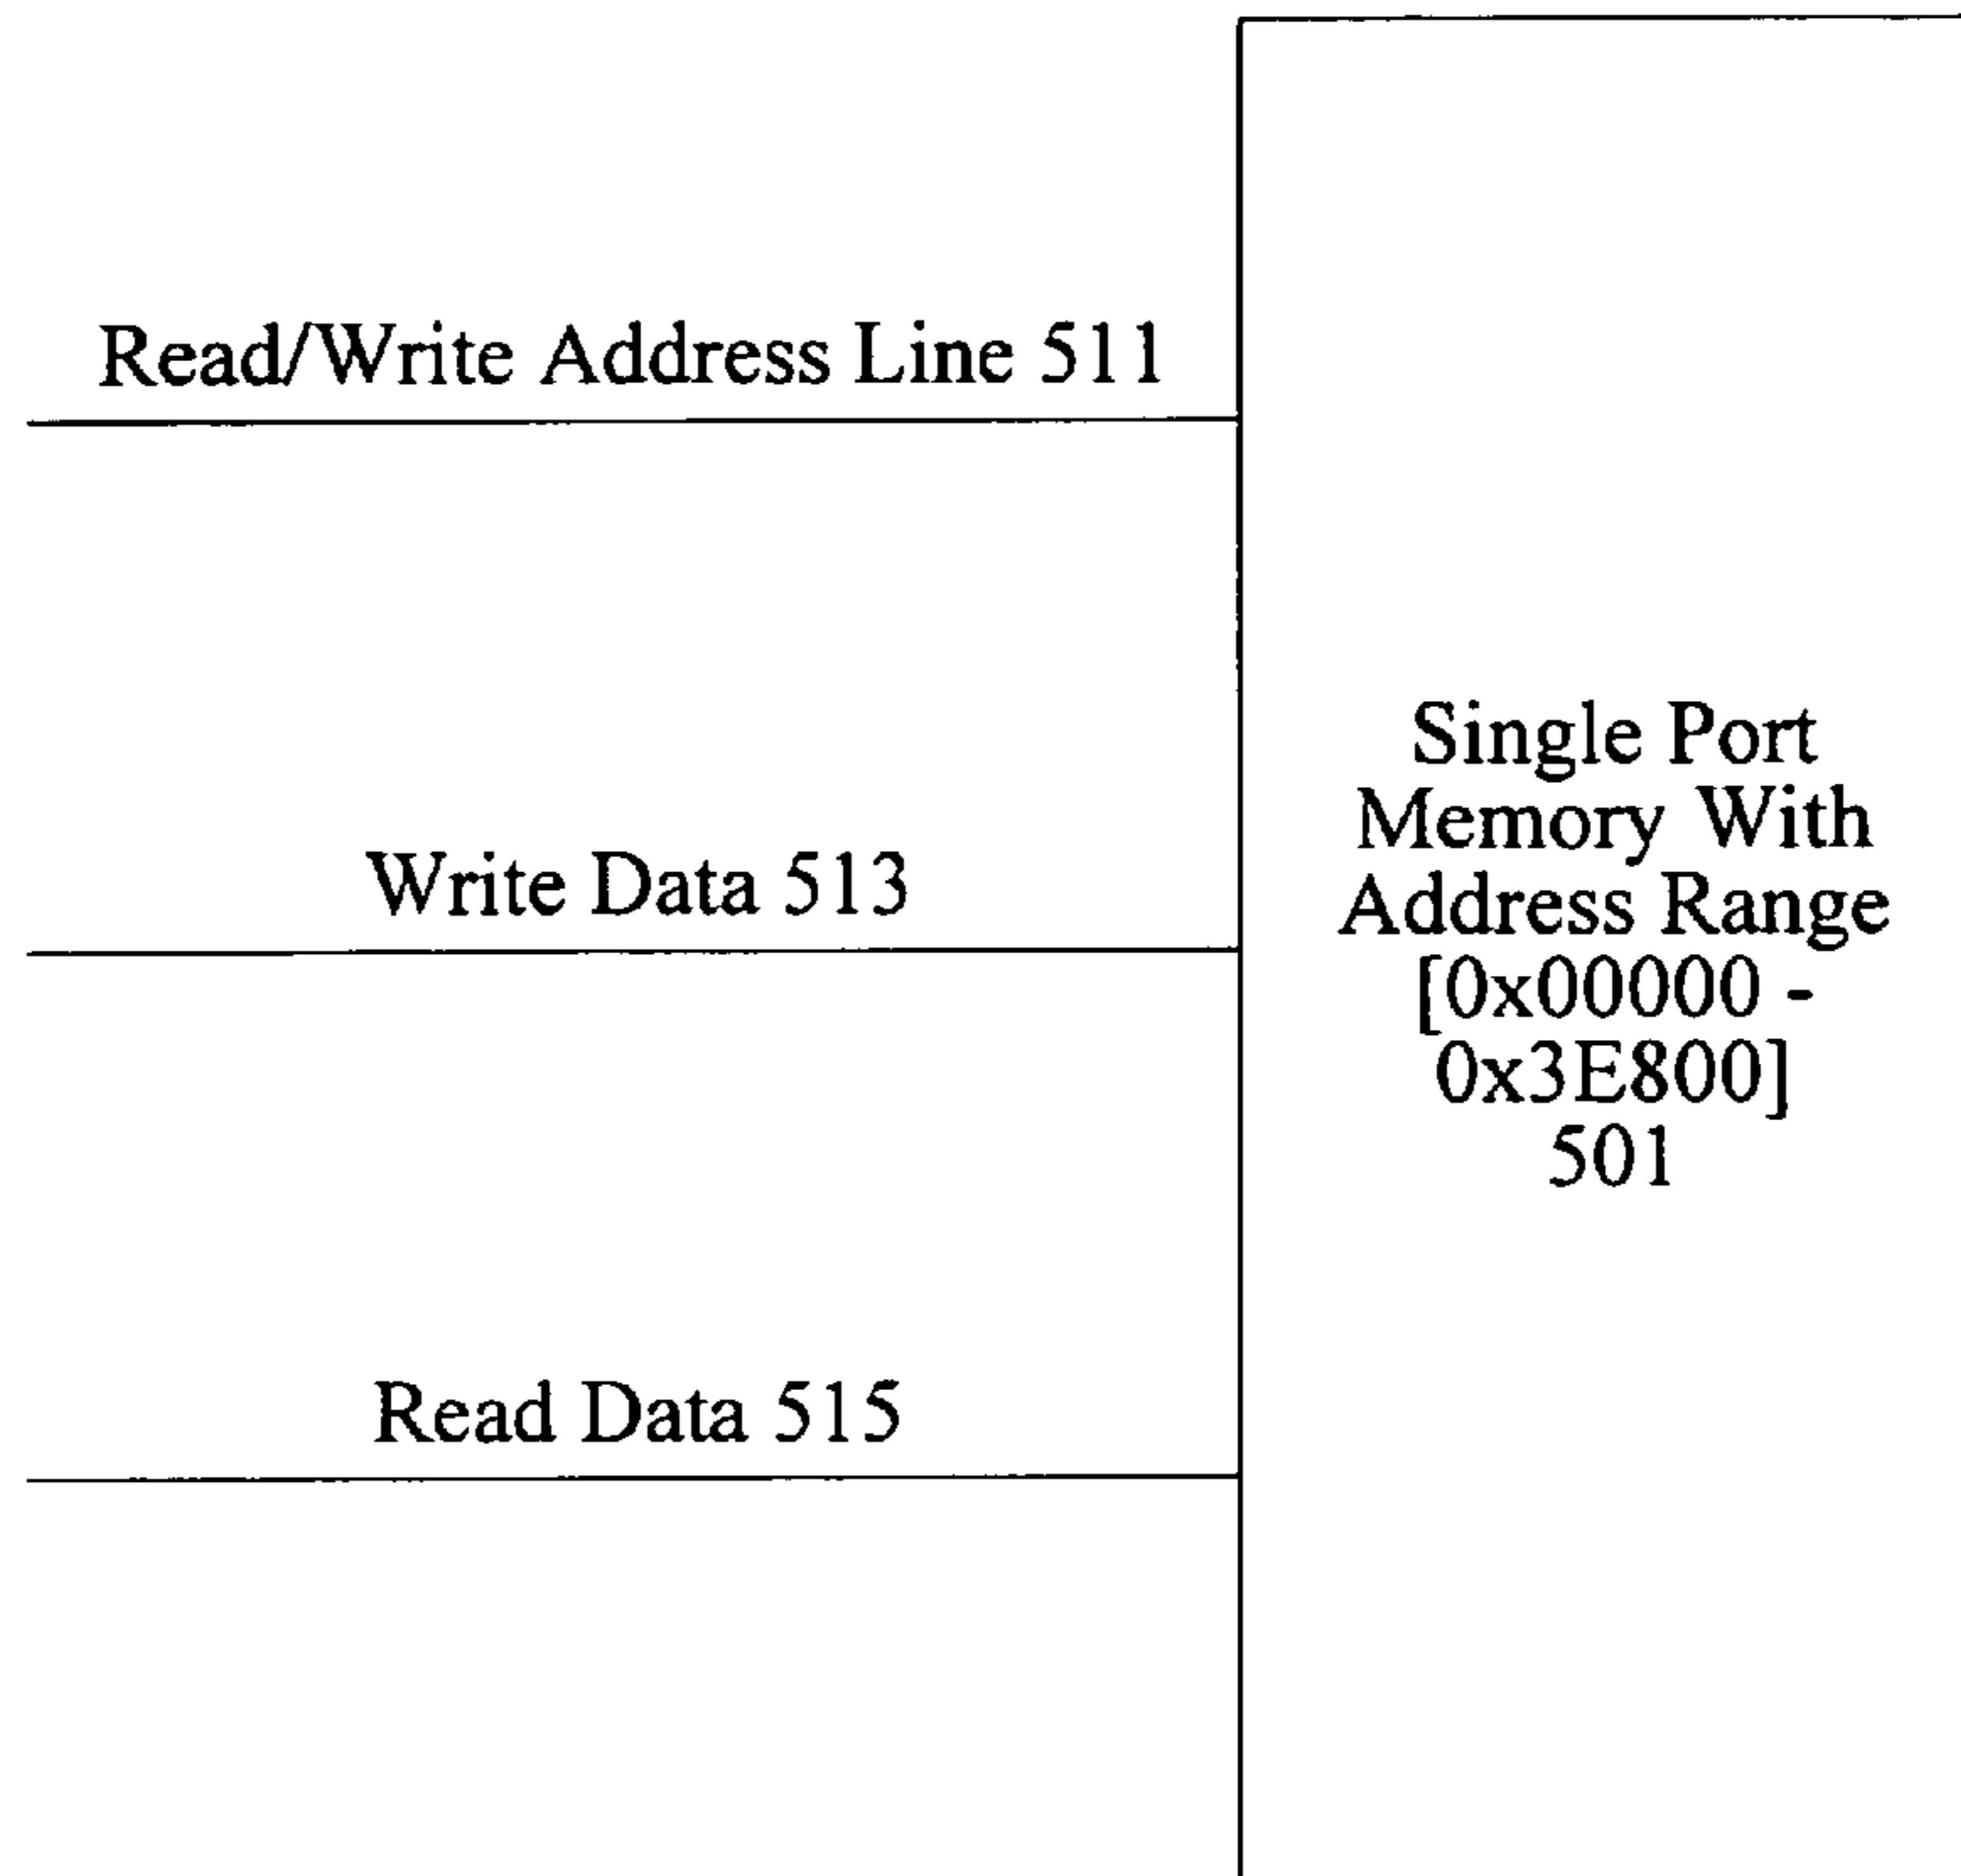 Read/Write Address Line 511
Single Port
Memory With
Address Range
[0x00000 -
0x3E800]
501
Write Data 513
Read Data 515